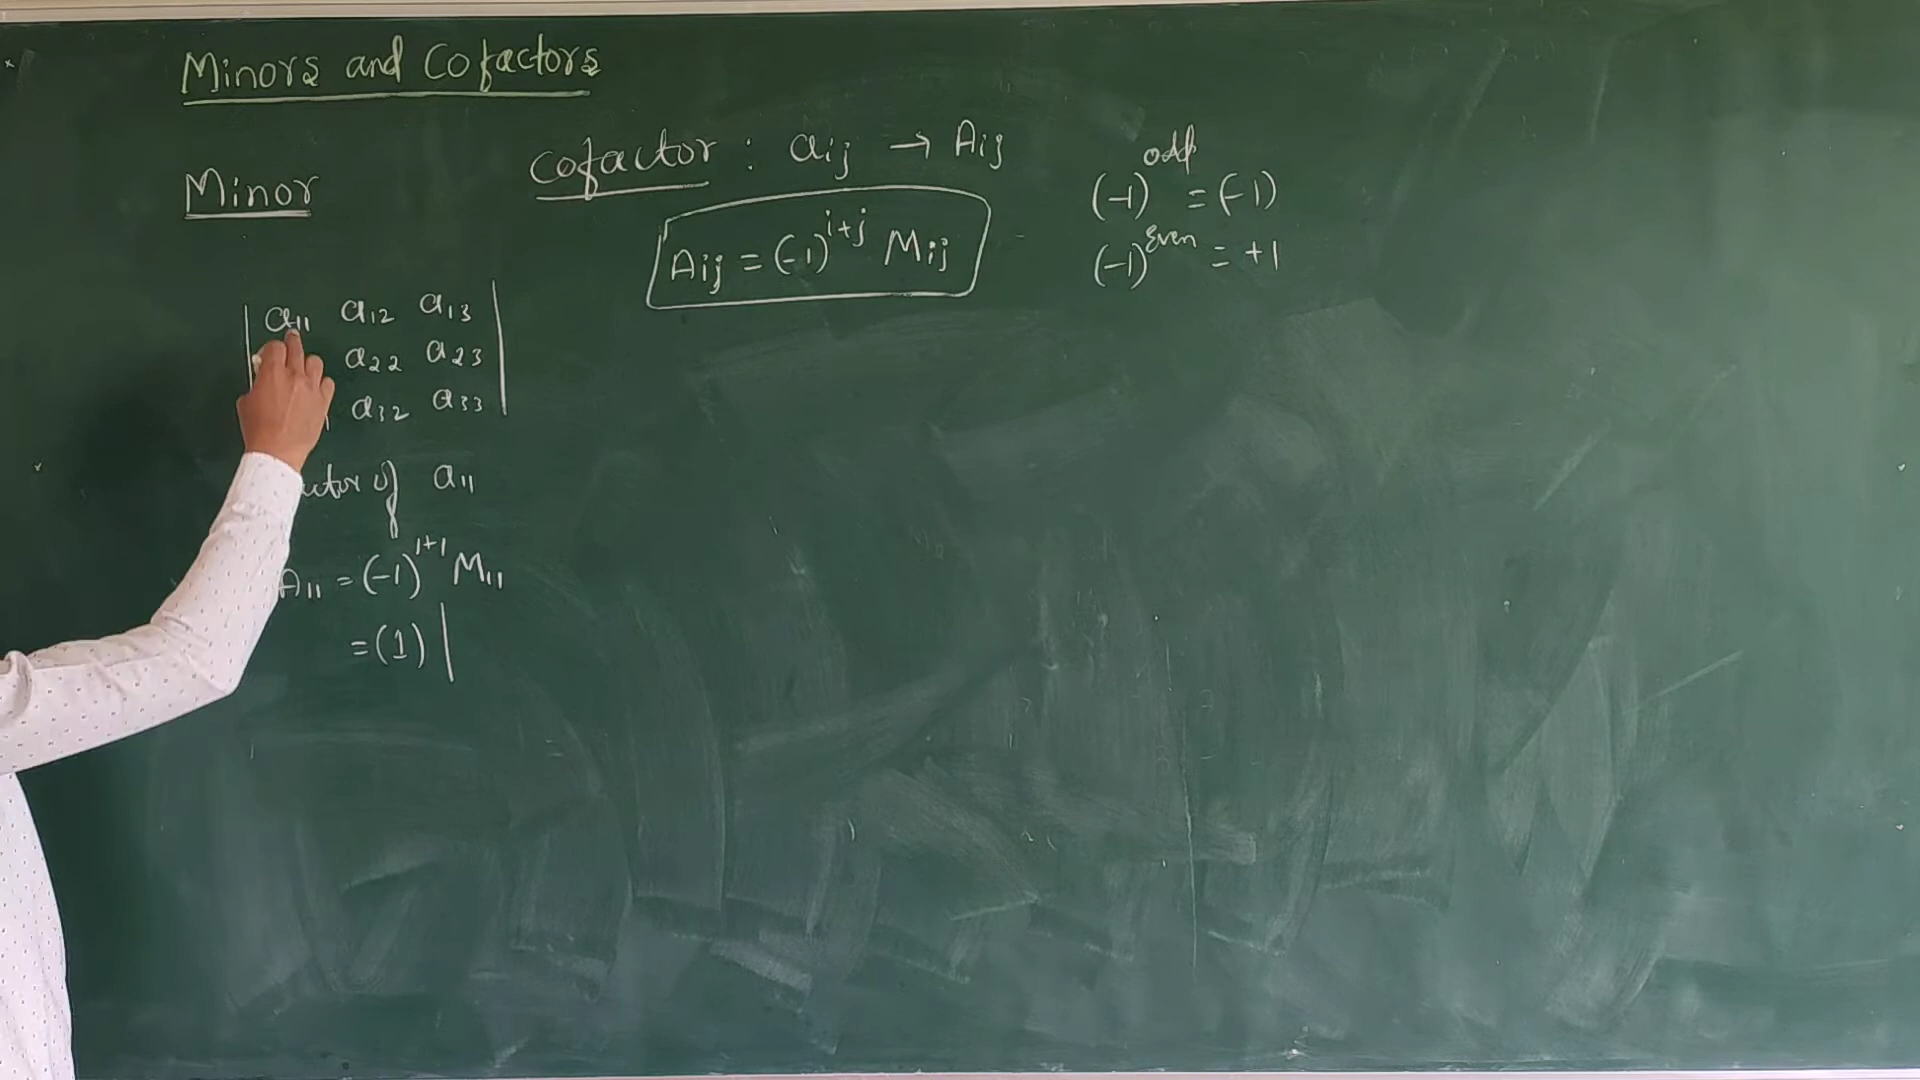 Minors and Cofactors
Minor
Cofactor : aij → Aij
Aij = (-1)^i+j Mij
(-1)^odd = (-1)
(-1)^Even = +1
| a11 a12 a13 |
a22 a23
a32 a33
of a11
A11 = (-1)^1+1 M11
= (1) |